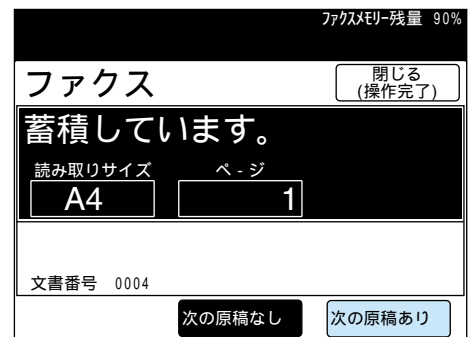 ﾌｧｸｽﾒﾓﾘｰ残量 90%
ファクス
閉じる
(操作完了)
蓄積しています。
読み取りサイズ ペ-ジ
A4 1
文書番号 0004
次の原稿なし 次の原稿あり